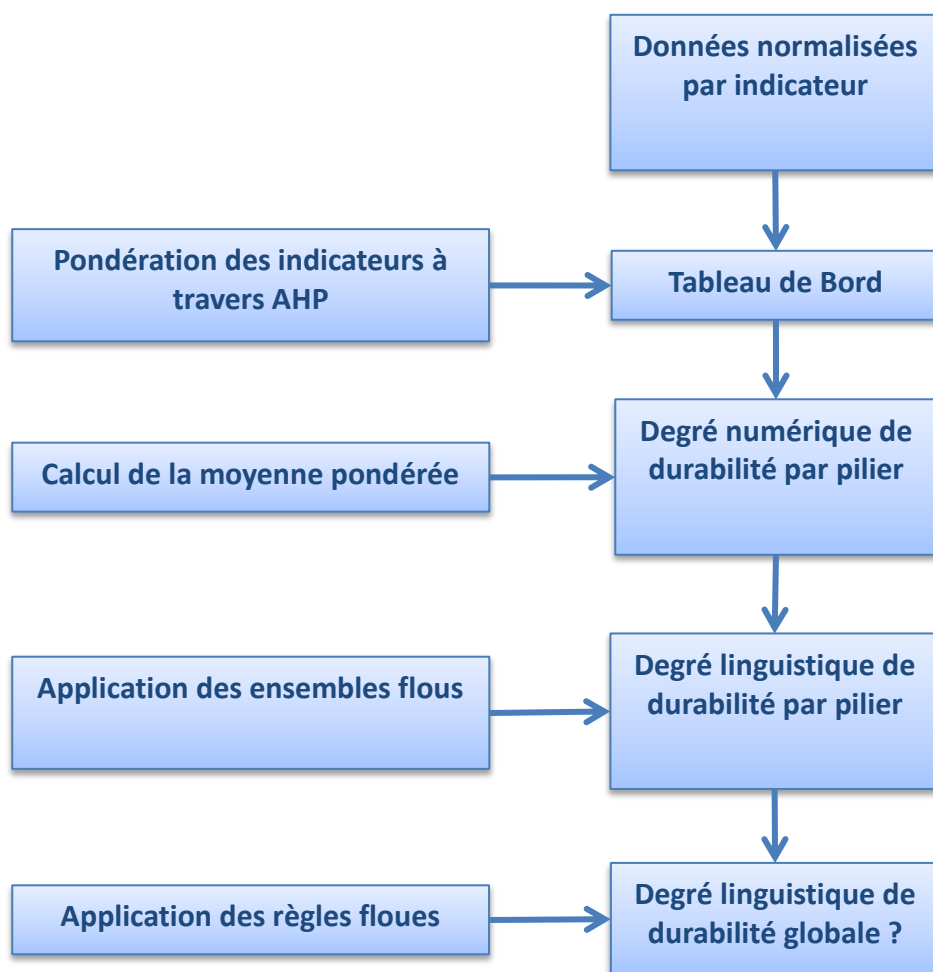 Données normalisées
par indicateur
Pondération des indicateurs à
travers AHP
Tableau de Bord
Degré numérique de
durabilité par pilier
Calcul de la moyenne pondérée
Degré linguistique de
durabilité par pilier
Application des ensembles flous
Degré linguistique de
durabilité globale ?
Application des règles floues